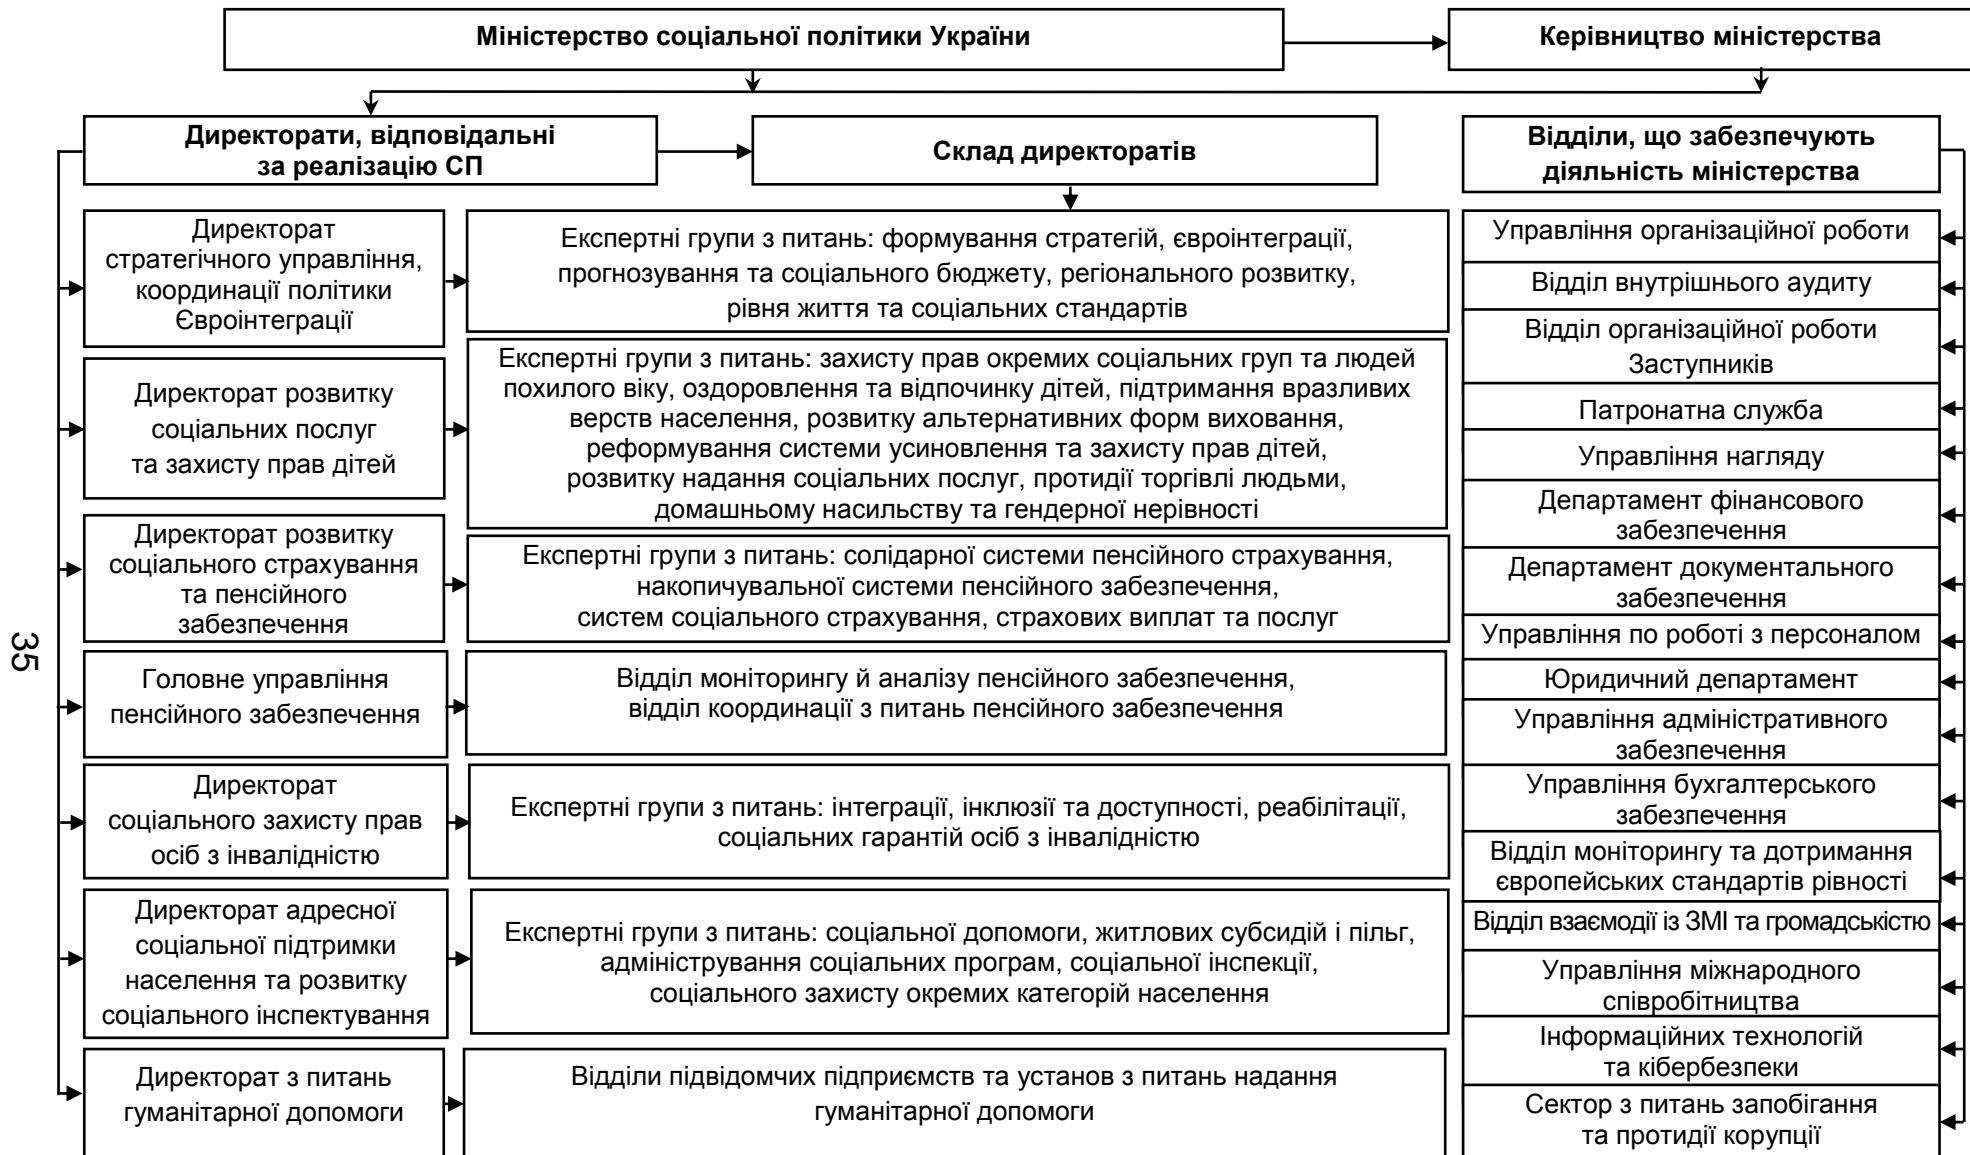 Міністерство соціальної політики України
Керівництво міністерства
Директорати, відповідальні
за реалізацію СП
Склад директоратів
Відділи, що забезпечують
діяльність міністерства
Директорат
стратегічного управління,
координації політики
Євроінтеграції
Експертні групи з питань: формування стратегій, євроінтеграції,
прогнозування та соціального бюджету, регіонального розвитку,
рівня життя та соціальних стандартів
Директорат розвитку
соціальних послуг
та захисту прав дітей
Експертні групи з питань: захисту прав окремих соціальних груп та людей
похилого віку, оздоровлення та відпочинку дітей, підтримання вразливих
верств населення, розвитку альтернативних форм виховання,
реформування системи усиновлення та захисту прав дітей,
розвитку надання соціальних послуг, протидії торгівлі людьми,
домашньому насильству та гендерної нерівності
Директорат розвитку
соціального страхування
та пенсійного
забезпечення
Експертні групи з питань: солідарної системи пенсійного страхування,
накопичувальної системи пенсійного забезпечення,
систем соціального страхування, страхових виплат та послуг
Головне управління
пенсійного забезпечення
Відділ моніторингу й аналізу пенсійного забезпечення,
відділ координації з питань пенсійного забезпечення
Директорат
соціального захисту прав
осіб з інвалідністю
Експертні групи з питань: інтеграції, інклюзії та доступності, реабілітації,
соціальних гарантій осіб з інвалідністю
Директорат адресної
соціальної підтримки
населення та розвитку
соціального інспектування
Експертні групи з питань: соціальної допомоги, житлових субсидій і пільг,
адміністрування соціальних програм, соціальної інспекції,
соціального захисту окремих категорій населення
Директорат з питань
гуманітарної допомоги
Відділи підвідомчих підприємств та установ з питань надання
гуманітарної допомоги
Управління організаційної роботи
Відділ внутрішнього аудиту
Відділ організаційної роботи
Заступників
Патронатна служба
Управління нагляду
Департамент фінансового
забезпечення
Департамент документального
забезпечення
Управління по роботі з персоналом
Юридичний департамент
Управління адміністративного
забезпечення
Управління бухгалтерського
забезпечення
Відділ моніторингу та дотримання
європейських стандартів рівності
Відділ взаємодії із ЗМІ та громадськістю
Управління міжнародного
співробітництва
Інформаційних технологій
та кібербезпеки
Сектор з питань запобігання
та протидії корупції
35